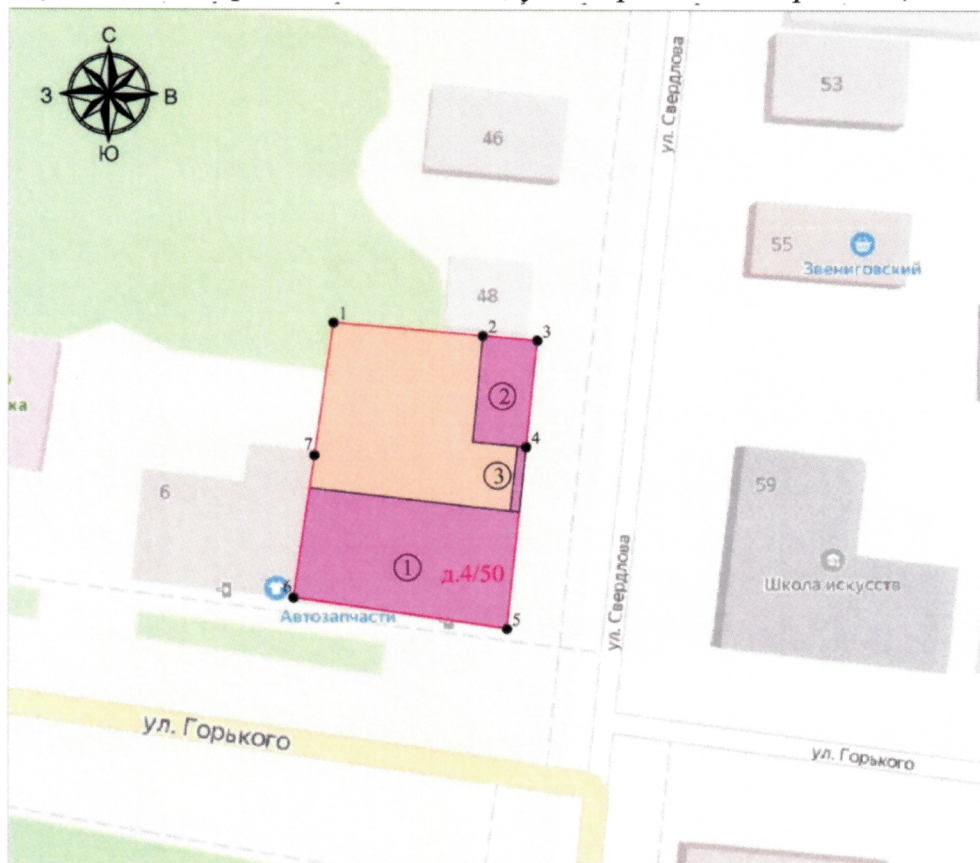 С
З
В
Ю
46
ул. Свердлова
53
55
Звениговский
48
1
2
3
②
ка
4
7
③
6
59
①
д.4/50
6
Школа искусств
Автозапчасти
5
ул. Свердлова
ул. Горького
ул. Горького